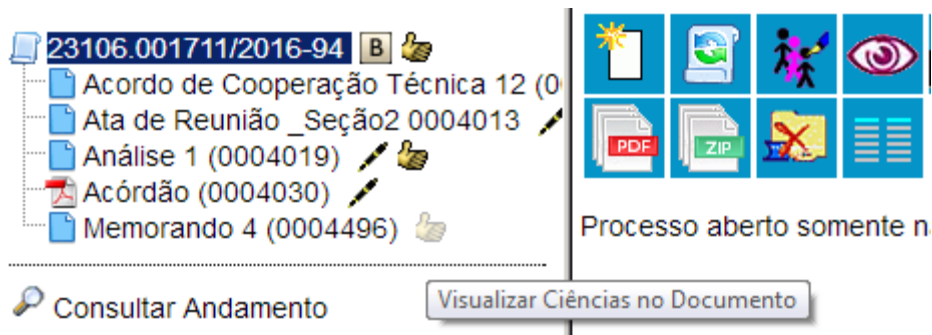 23106.001711/2016-94 B
Acordo de Cooperação Técnica 12 (0
Ata de Reunião _Seção2 0004013
Análise 1 (0004019)
Acórdão (0004030)
Memorando 4 (0004496)
Consultar Andamento
PDF
ZIP
Processo aberto somente n
Visualizar Ciências no Documento